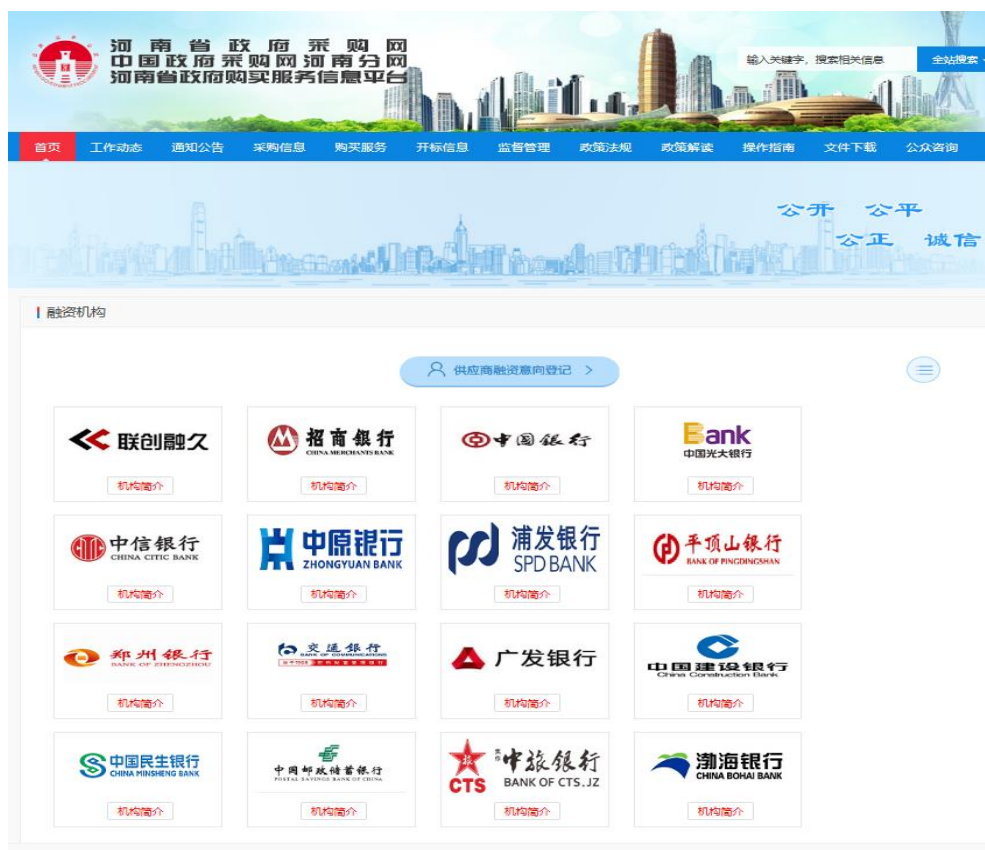 河南省政府采购网
中国政府采购网河南分网
河南省政府购买服务信息平台
输入关键字，搜索相关信息 全站搜索
首页 工作动态 通知公告 采购信息 购买服务 开标信息 监督管理 政策法规 政策解读 操作指南 文件下载 公众咨询
公开 公平
公正 诚信
融资机构
供应商融资意向登记 >
联创融久
机构简介
招商银行
CHINA MERCHANTS BANK
机构简介
中国银行
机构简介
Bank
中国光大银行
机构简介
中信银行
CHINA CITIC BANK
机构简介
中原银行
ZHONGYUAN BANK
机构简介
浦发银行
SPD BANK
机构简介
平顶山银行
BANK OF PINGDINGSHAN
机构简介
郑州银行
BANK OF ZHENGZHOU
机构简介
交通银行
BANK OF COMMUNICATIONS
机构简介
广发银行
机构简介
中国建设银行
China Construction Bank
机构简介
中国民生银行
CHINA MINSHENG BANK
机构简介
中国邮政储蓄银行
POSTAL SAVINGS BANK OF CHINA
机构简介
旅
CTS
焦作中旅银行
BANK OF CTS.JZ
机构简介
渤海银行
CHINA BOHAI BANK
机构简介